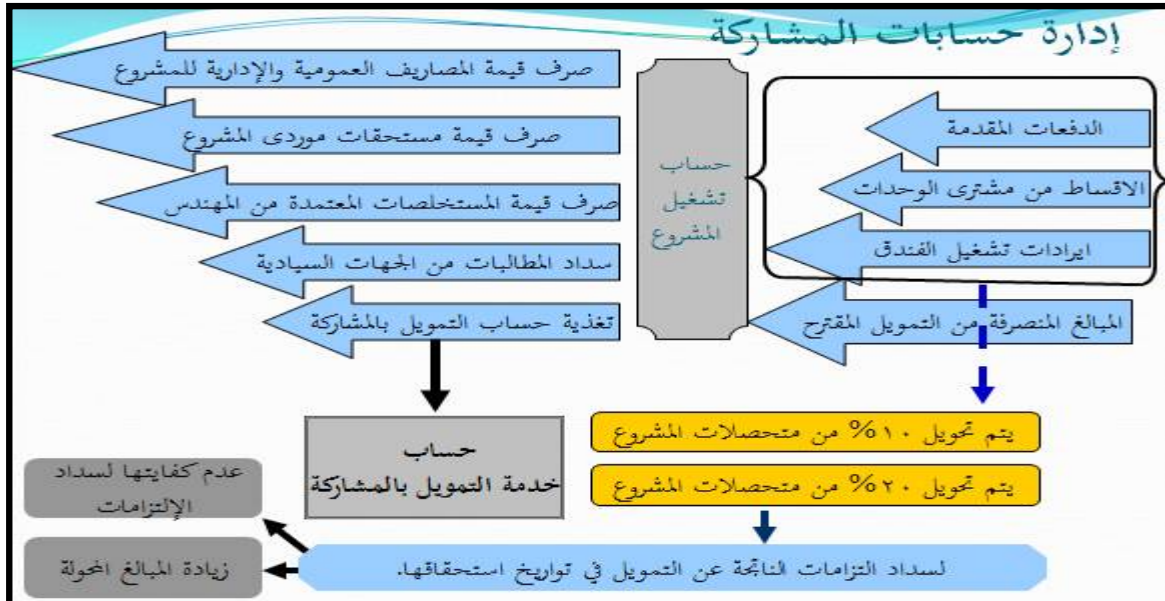 إدارة حسابات المشاركة
الدفعات المقدمة
الاقساط من مشترى الوحدات
ايرادات تشغيل الفندق
المبالغ المنصرفة من التمويل المقترح
حساب
تشغيل
المشروع
صرف قيمة المصاريف العمومية والإدارية للمشروع
صرف قيمة مستحقات موردى المشروع
صرف قيمة المستخلصات المعتمدة من المهندس
سداد المطالبات من الجهات السيادية
تغذية حساب التمويل بالمشاركة
يتم تحويل ١٠% من متحصلات المشروع
يتم تحويل ٢٠% من متحصلات المشروع
حساب
خدمة التمويل بالمشاركة
لسداد التزامات الناتجة عن التمويل في تواريخ استحقاقها.
عدم كفايتها لسداد
الإلتزامات
زيادة المبالغ المحولة